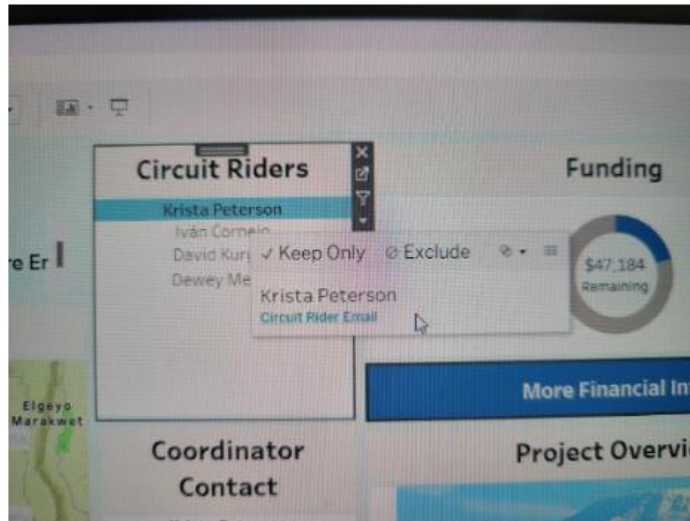 Circuit Riders
Funding
Krista Peterson
Iván Cornejo
re Er
David Kur
✓ Keep Only
Exclude
$47,184
Remaining
Dewey Me
Krista Peterson
Circuit Rider Email
More Financial In
Elgeyo
Marakwet
Coordinator
Contact
Project Overvi